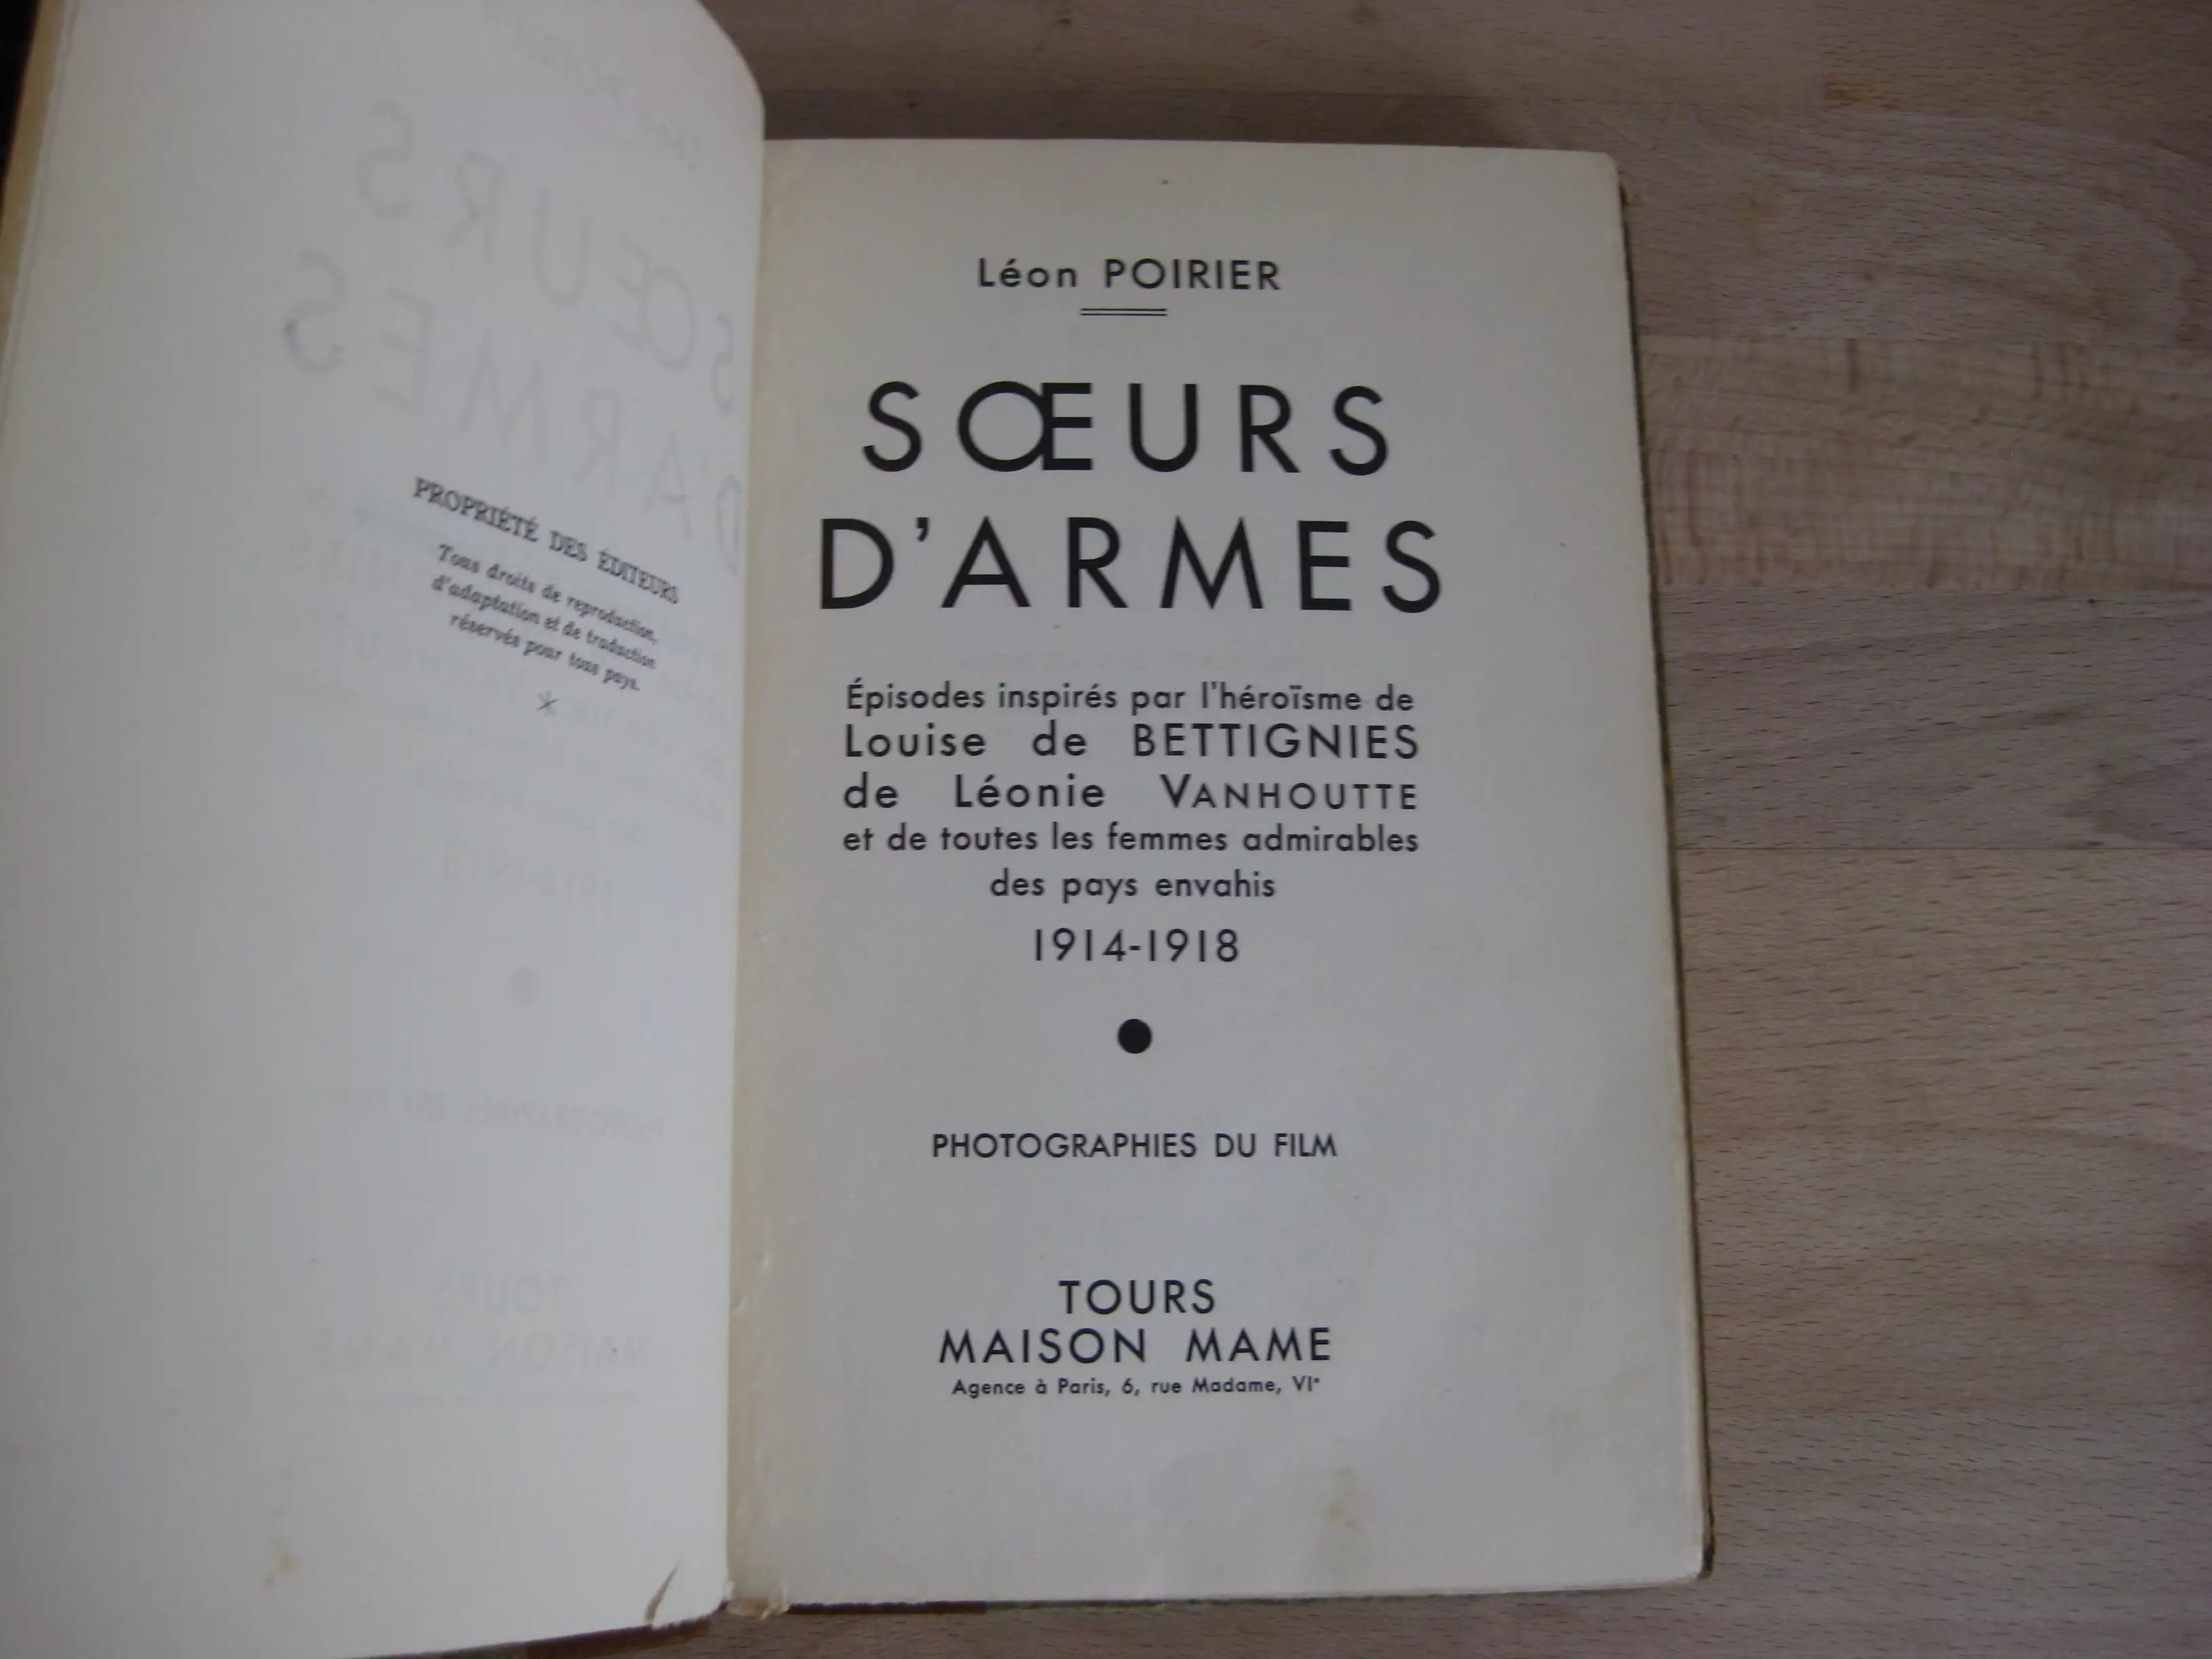 PROPRIÉTÉ DES ÉDITEURS
Tous droits de reproduction,
d'adaptation et de traduction
réservés pour tous pays.
Léon POIRIER
SŒURS
D'ARMES
Épisodes inspirés par l'héroïsme de
Louise de BETTIGNIES
de Léonie VANHOUTTE
et de toutes les femmes admirables
des pays envahis
1914-1918
PHOTOGRAPHIES DU FILM
TOURS
MAISON MAME
Agence à Paris, 6, rue Madame, VIe